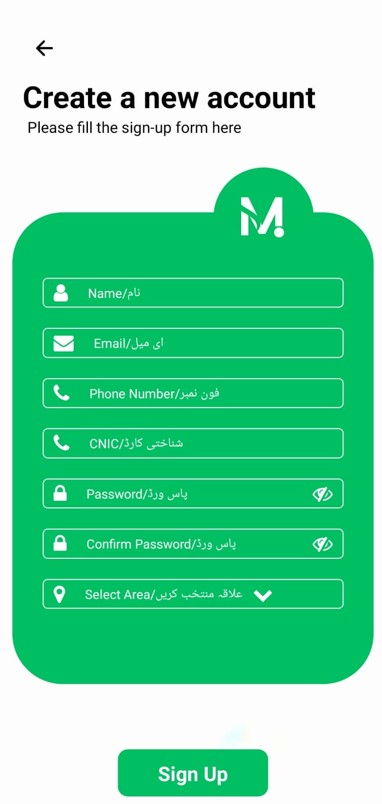 Create a new account
Please fill the sign-up form here
M
Name/نام
Email/ای میل
Phone Number/فون نمبر
CNIC/شناختی کارڈ
Password/پاس ورڈ
Confirm Password/پاس ورڈ
Select Area/علاقہ منتخب کریں
Sign Up